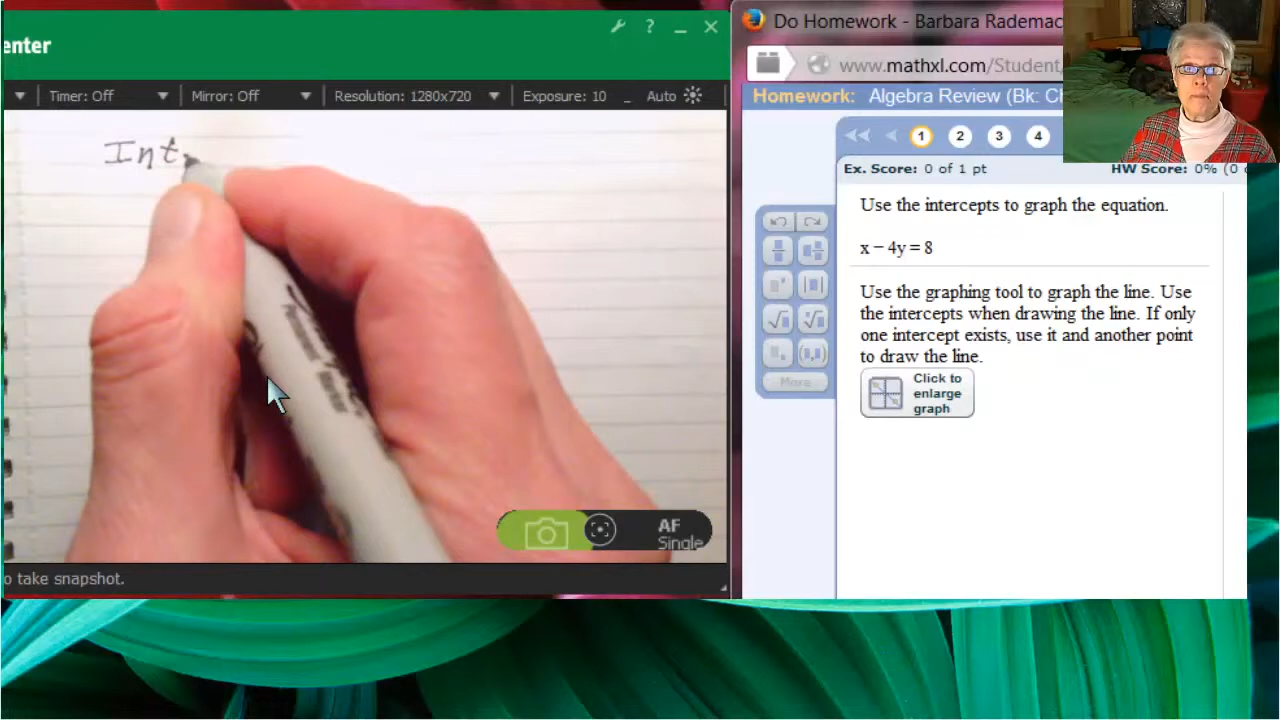 enter
Timer: Off
Mirror: Off
Resolution: 1280x720
Exposure: 10
Auto
Int
Permanent Marker
AF
Single
o take snapshot.
Do Homework - Barbara Rademac
www.mathxl.com/Student
Homework: Algebra Review (Bk: Ch
1 2 3 4
Ex. Score: 0 of 1 pt HW Score: 0% (0
Use the intercepts to graph the equation.
x − 4y = 8
Use the graphing tool to graph the line. Use
the intercepts when drawing the line. If only
one intercept exists, use it and another point
to draw the line.
Click to
enlarge
graph
More